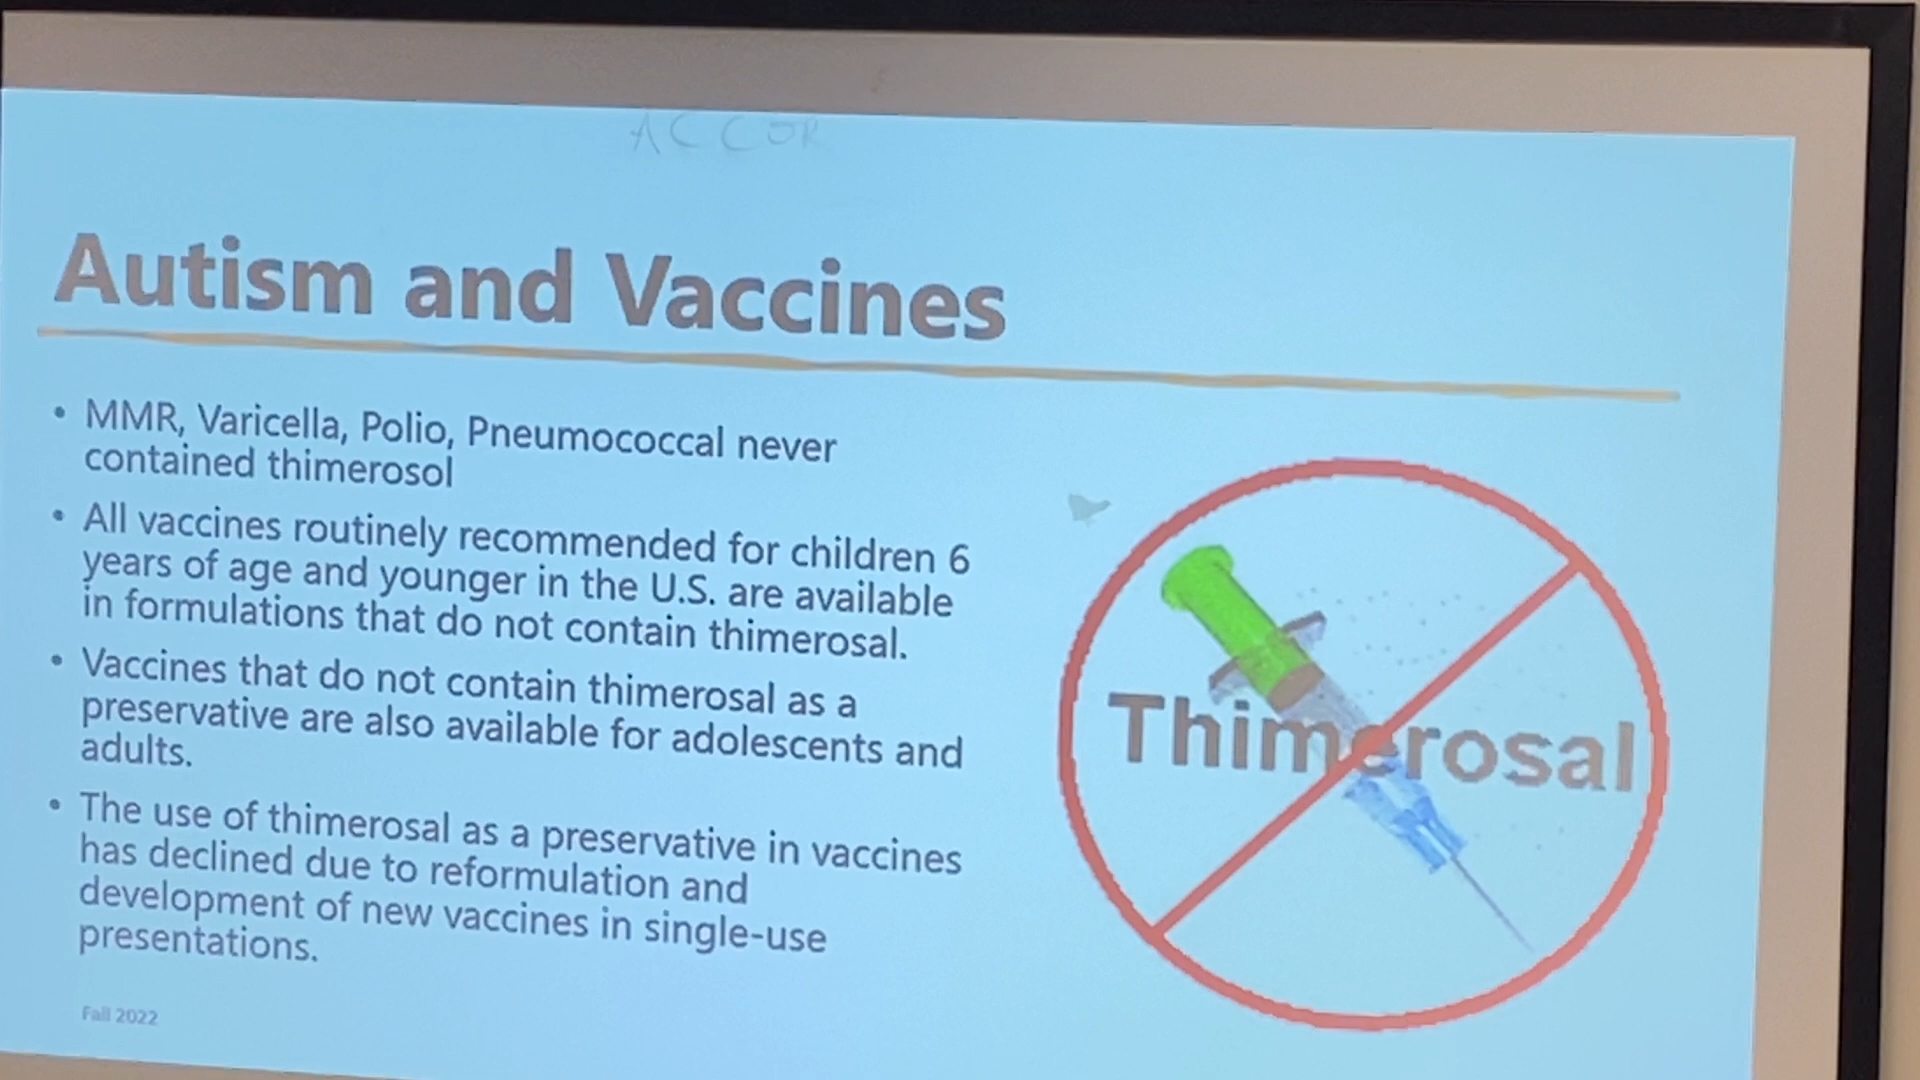 ACCOR
Autism and Vaccines
• MMR, Varicella, Polio, Pneumococcal never
contained thimerosol
• All vaccines routinely recommended for children 6
years of age and younger in the U.S. are available
in formulations that do not contain thimerosal.
• Vaccines that do not contain thimerosal as a
preservative are also available for adolescents and
adults.
• The use of thimerosal as a preservative in vaccines
has declined due to reformulation and
development of new vaccines in single-use
presentations.
Thimerosal
Fall 2022